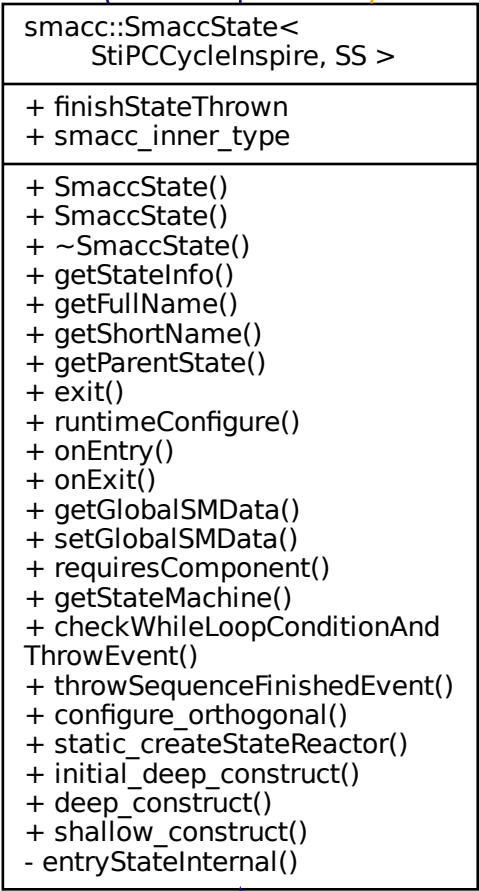 smacc::SmaccState<
StiPCCycleInspire, SS >
+ finishStateThrown
+ smacc_inner_type
+ SmaccState()
+ SmaccState()
+ ~SmaccState()
+ getStateInfo()
+ getFullName()
+ getShortName()
+ getParentState()
+ exit()
+ runtimeConfigure()
+ onEntry()
+ onExit()
+ getGlobalSMData()
+ setGlobalSMData()
+ requiresComponent()
+ getStateMachine()
+ checkWhileLoopConditionAnd
ThrowEvent()
+ throwSequenceFinishedEvent()
+ configure_orthogonal()
+ static_createStateReactor()
+ initial_deep_construct()
+ deep_construct()
+ shallow_construct()
- entryStateInternal()